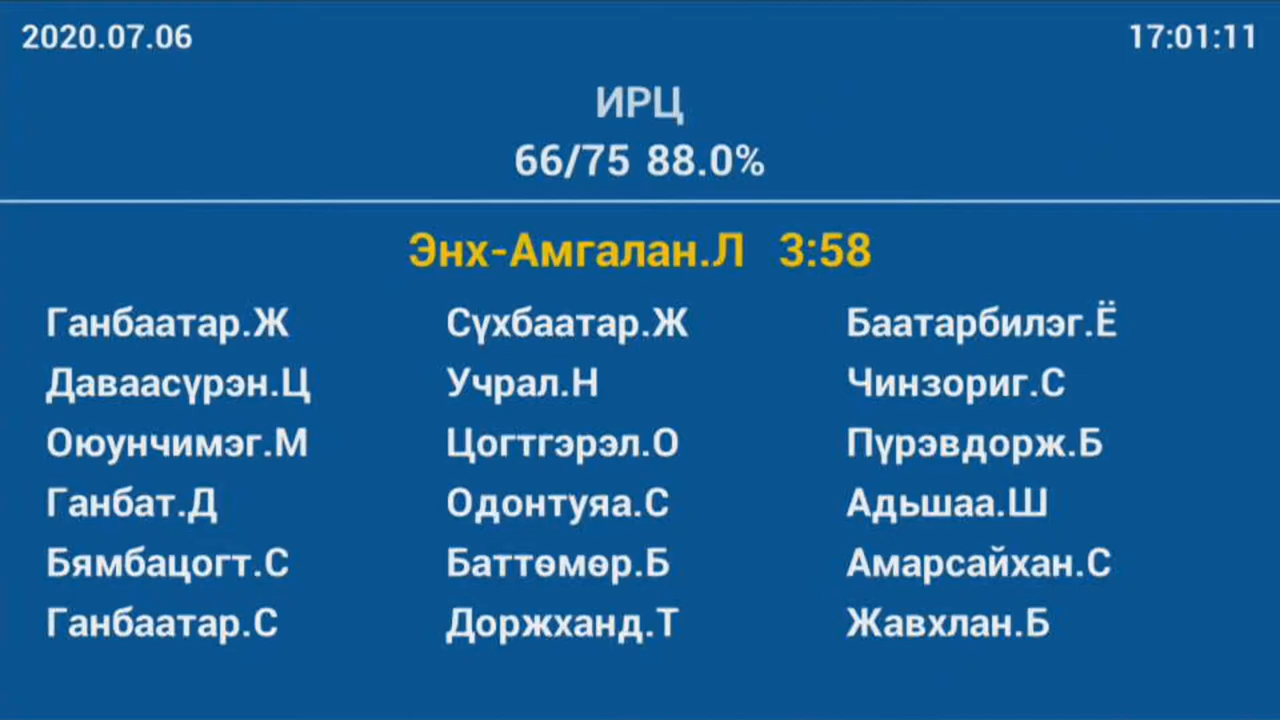 2020.07.06 17:01:11
ИРЦ
66/75 88.0%
Энх-Амгалан.Л 3:58
Ганбаатар.Ж Сүхбаатар.Ж Баатарбилэг.Ё
Даваасүрэн.Ц Учрал.Н Чинзориг.С
Оюунчимэг.М Цогтгэрэл.О Пүрэвдорж.Б
Ганбат.Д Одонтуяа.С Адьшаа.Ш
Бямбацогт.С Баттөмөр.Б Амарсайхан.С
Ганбаатар.С Доржханд.Т Жавхлан.Б